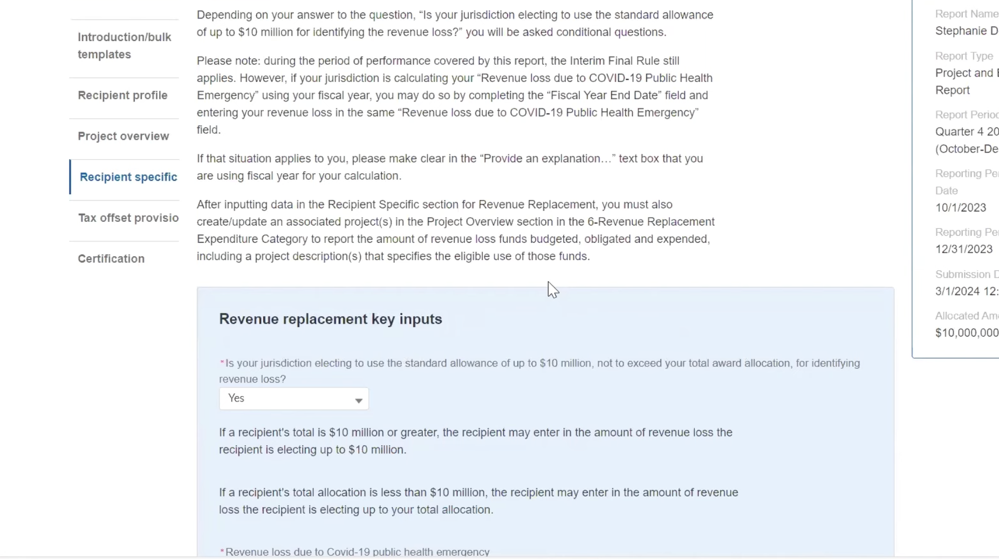 Introduction/bulk
templates
Recipient profile
Project overview
Recipient specific
Tax offset provisio
Certification
Depending on your answer to the question, “Is your jurisdiction electing to use the standard allowance
of up to $10 million for identifying the revenue loss?” you will be asked conditional questions.
Please note: during the period of performance covered by this report, the Interim Final Rule still
applies. However, if your jurisdiction is calculating your “Revenue loss due to COVID-19 Public Health
Emergency” using your fiscal year, you may do so by completing the “Fiscal Year End Date” field and
entering your revenue loss in the same “Revenue loss due to COVID-19 Public Health Emergency”
field.
If that situation applies to you, please make clear in the “Provide an explanation…” text box that you
are using fiscal year for your calculation.
After inputting data in the Recipient Specific section for Revenue Replacement, you must also
create/update an associated project(s) in the Project Overview section in the 6-Revenue Replacement
Expenditure Category to report the amount of revenue loss funds budgeted, obligated and expended,
including a project description(s) that specifies the eligible use of those funds.
Revenue replacement key inputs
*Is your jurisdiction electing to use the standard allowance of up to $10 million, not to exceed your total award allocation, for identifying
revenue loss?
Yes
If a recipient's total is $10 million or greater, the recipient may enter in the amount of revenue loss the
recipient is electing up to $10 million.
If a recipient's total allocation is less than $10 million, the recipient may enter in the amount of revenue
loss the recipient is electing up to your total allocation.
*Revenue loss due to Covid-19 public health emergency
Report Name
Stephanie D
Report Type
Project and E
Report
Report Period
Quarter 4 20
(October-De
Reporting Per
Date
10/1/2023
Reporting Per
12/31/2023
Submission D
3/1/2024 12:
Allocated Amo
$10,000,000